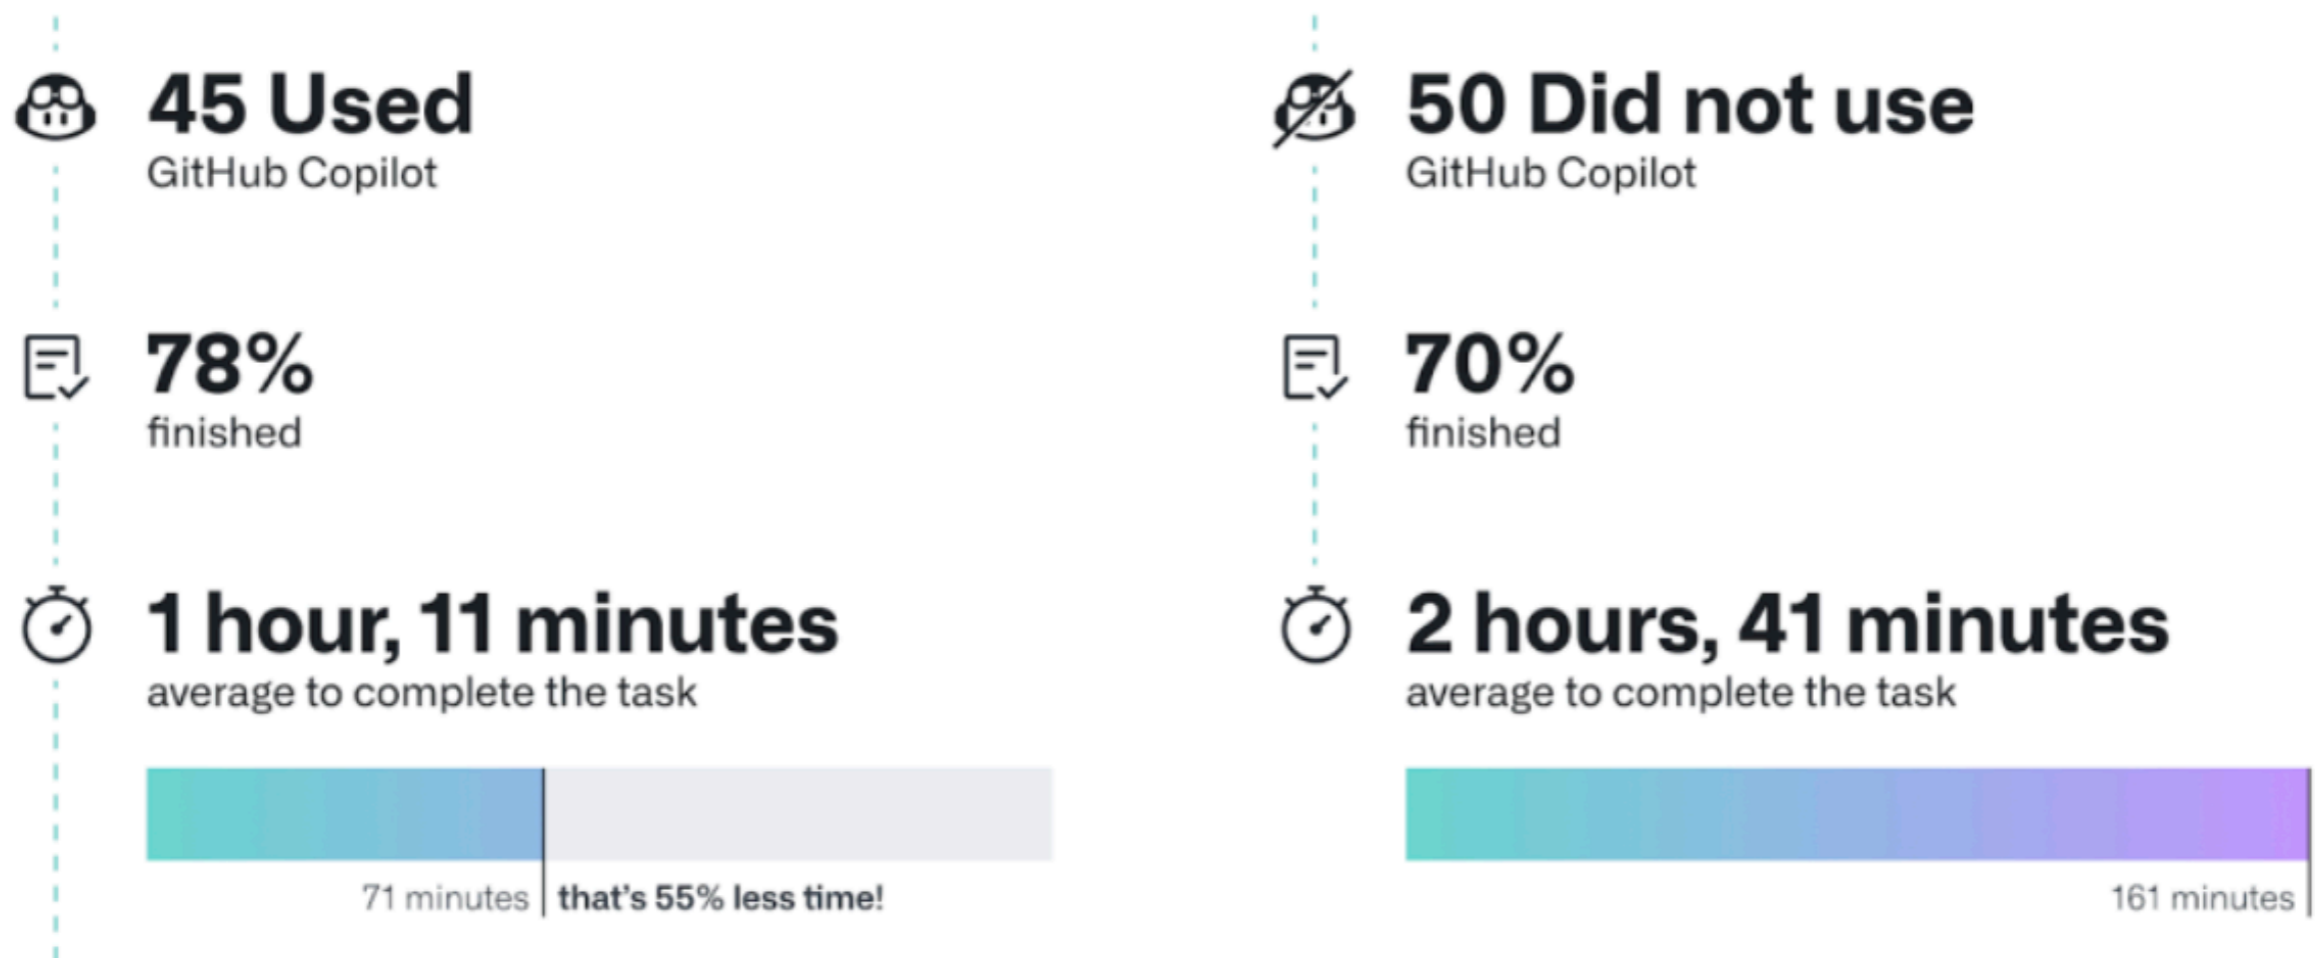 45 Used
GitHub Copilot
78%
finished
1 hour, 11 minutes
average to complete the task
71 minutes
that's 55% less time!
50 Did not use
GitHub Copilot
70%
finished
2 hours, 41 minutes
average to complete the task
161 minutes